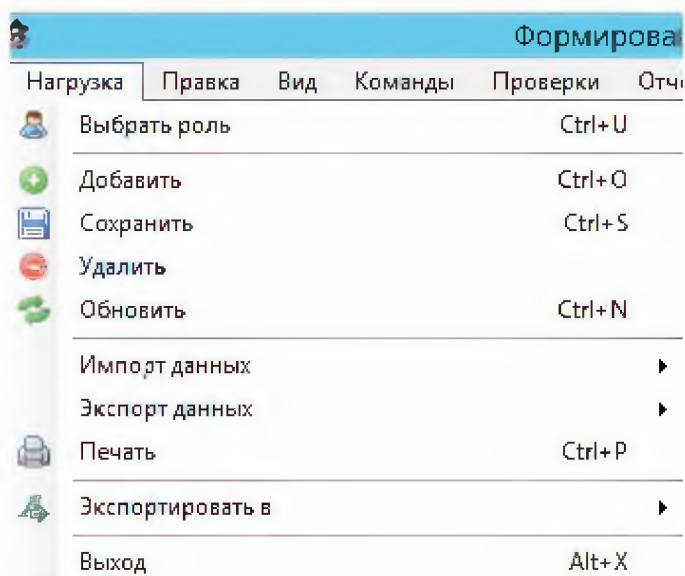 Формирова
Нагрузка Правка Вид Команды Проверки Отч
Выбрать роль Ctrl+U
Добавить Ctrl+O
Сохранить Ctrl+S
Удалить
Обновить Ctrl+N
Импорт данных
Экспорт данных
Печать Ctrl+P
Экспортировать в
Выход Alt+X